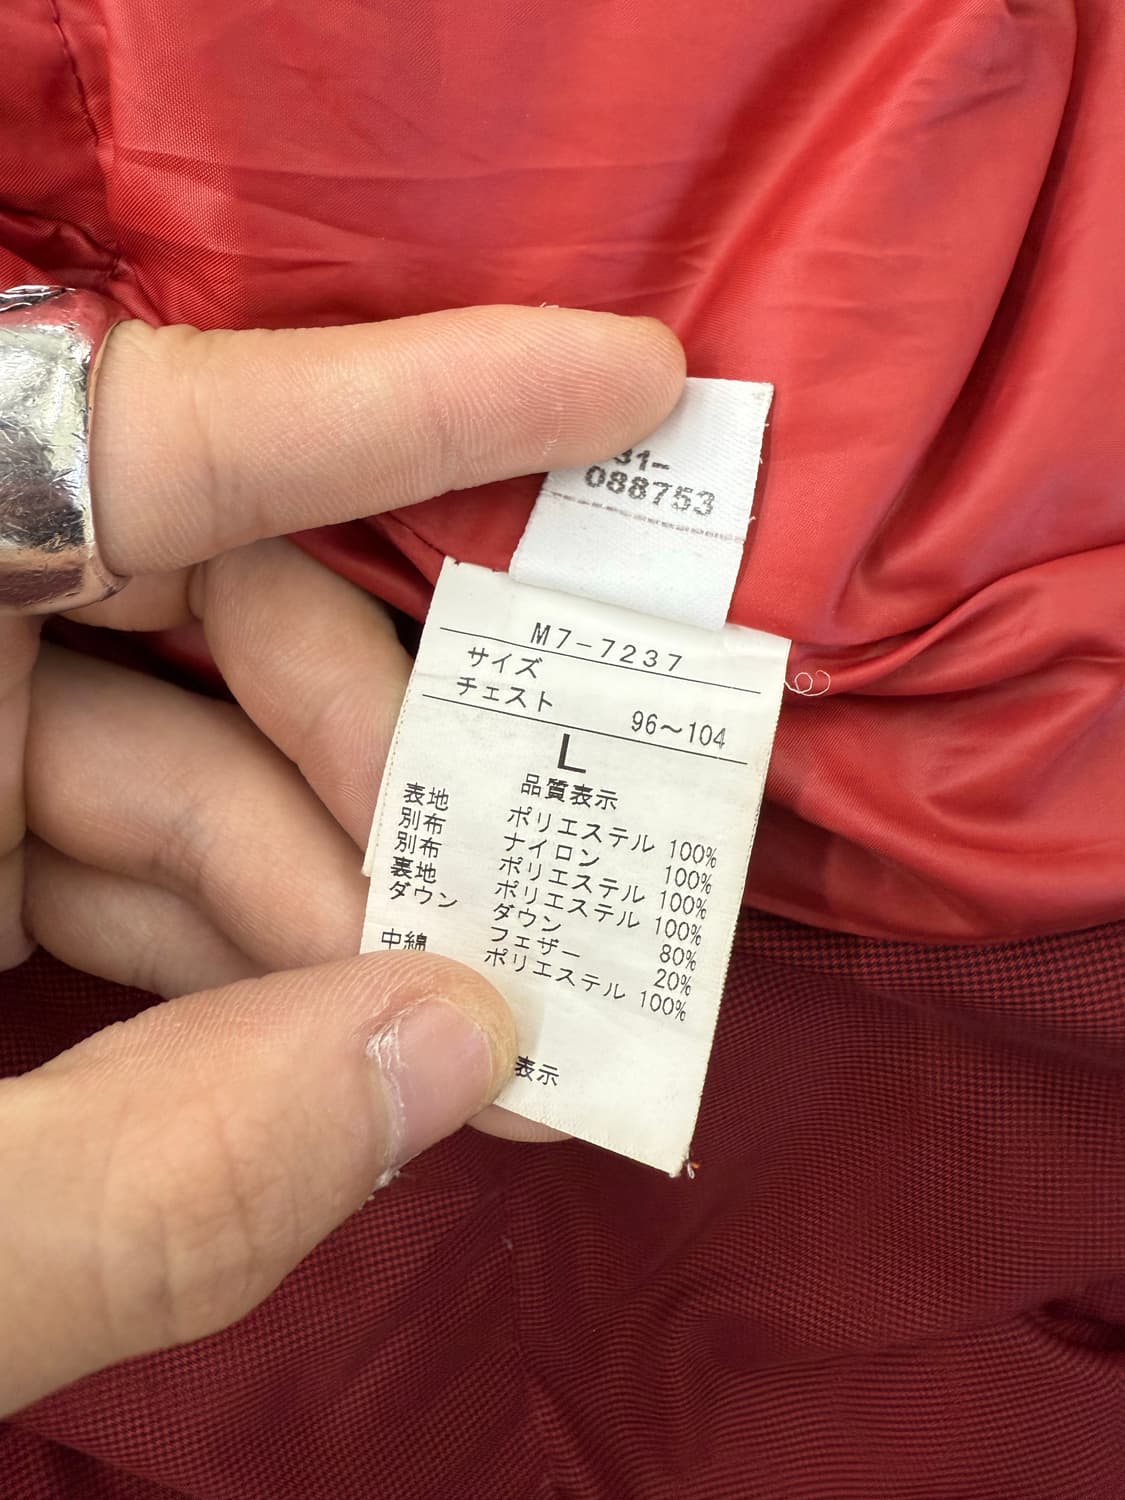 31-
088753
M7-7237
サイズ
チェスト 96～104
L
品質表示
表地 ポリエステル 100%
別布 ナイロン 100%
別布 ポリエステル 100%
裏地 ポリエステル 100%
ダウン ダウン 80%
フェザー 20%
中綿 ポリエステル 100%
表示